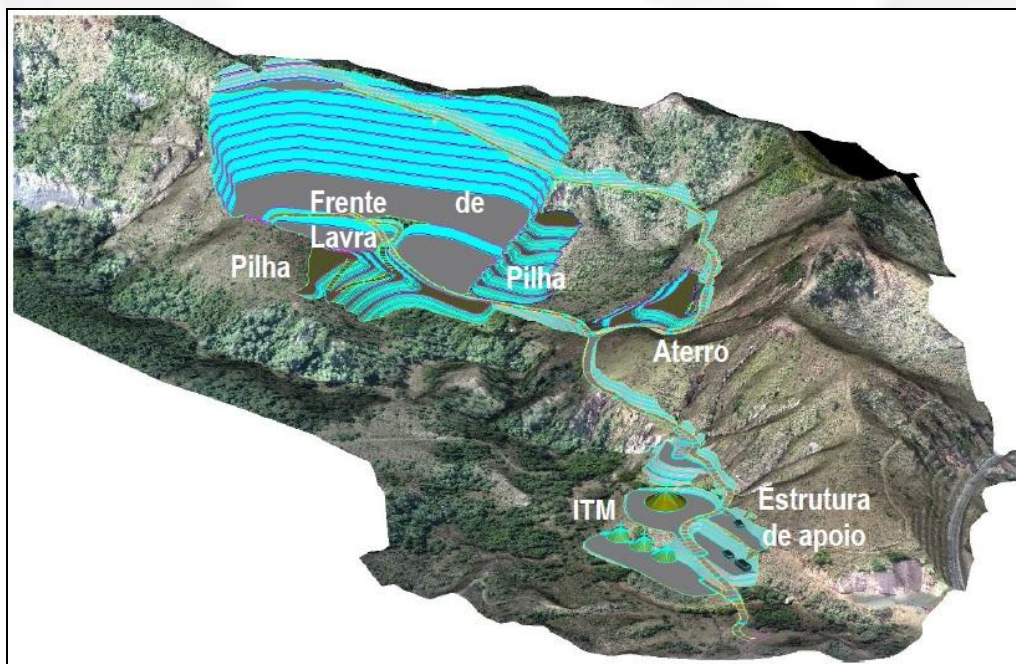 Frente de
Lavra
Pilha
Pilha
Aterro
ITM
Estrutura
de apoio